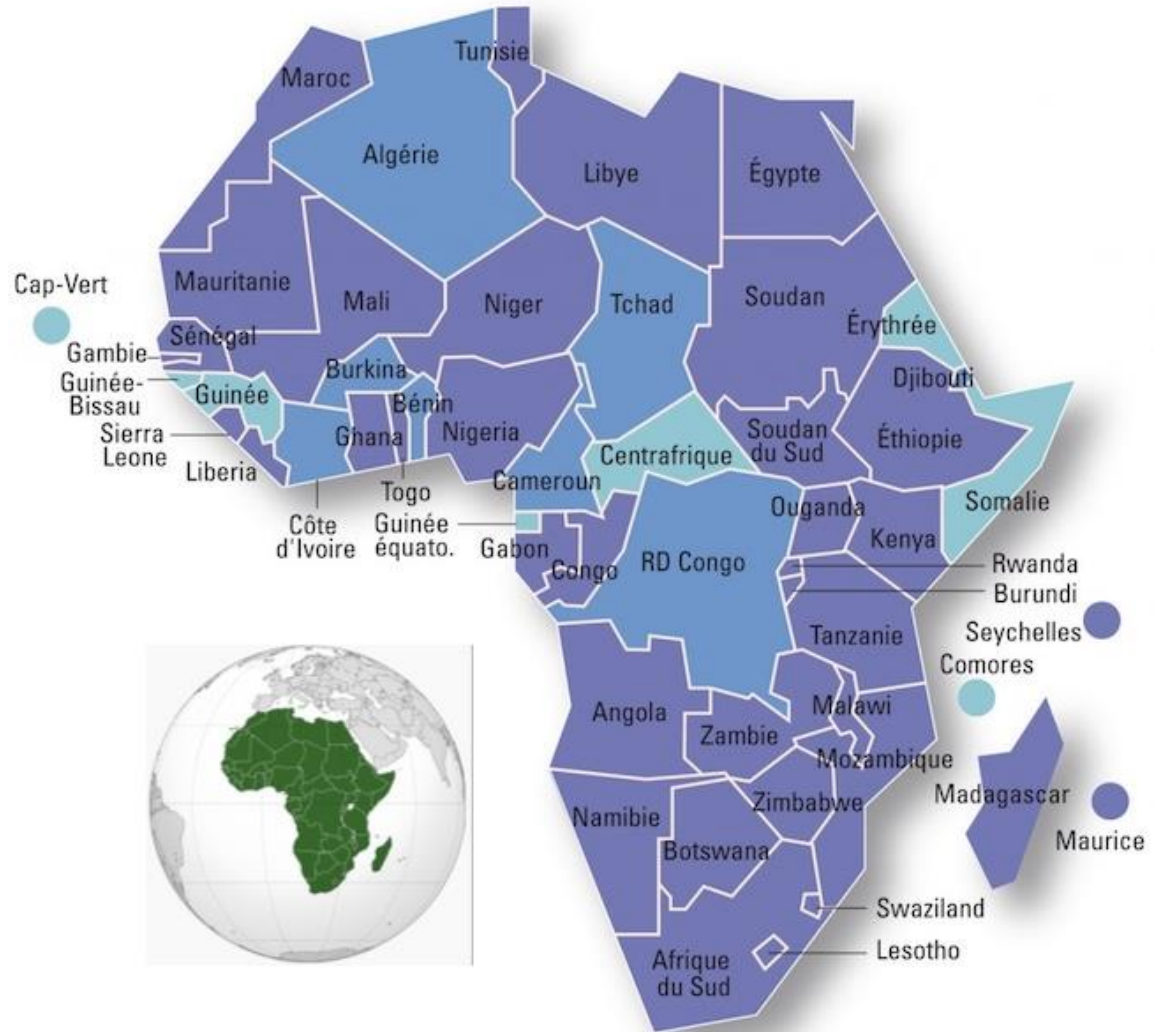 Tunisie
Maroc
Algérie
Libye
Égypte
Cap-Vert
Mauritanie
Mali
Niger
Tchad
Soudan
Érythrée
Sénégal
Gambie
Guinée-
Bissau
Guinée
Burkina
Bénin
Djibouti
Sierra
Leone
Liberia
Ghana
Nigeria
Soudan
du Sud
Éthiopie
Centrafrique
Cameroun
Togo
Côte
d'Ivoire
Guinée
équato.
Gabon
Congo
RD Congo
Ouganda
Kenya
Somalie
Rwanda
Burundi
Seychelles
Tanzanie
Comores
Angola
Zambie
Malawi
Mozambique
Madagascar
Maurice
Namibie
Zimbabwe
Botswana
Swaziland
Lesotho
Afrique
du Sud